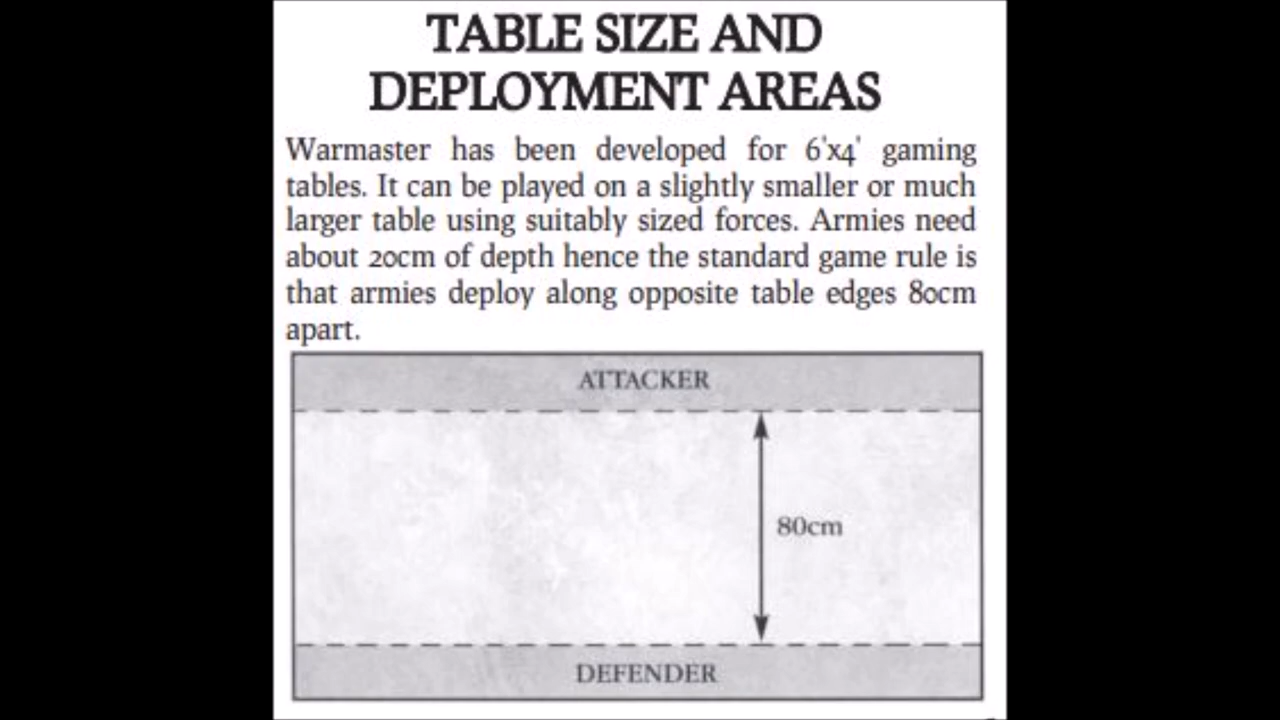 TABLE SIZE AND
DEPLOYMENT AREAS
Warmaster has been developed for 6'x4' gaming
tables. It can be played on a slightly smaller or much
larger table using suitably sized forces. Armies need
about 20cm of depth hence the standard game rule is
that armies deploy along opposite table edges 80cm
apart.
ATTACKER
80cm
DEFENDER